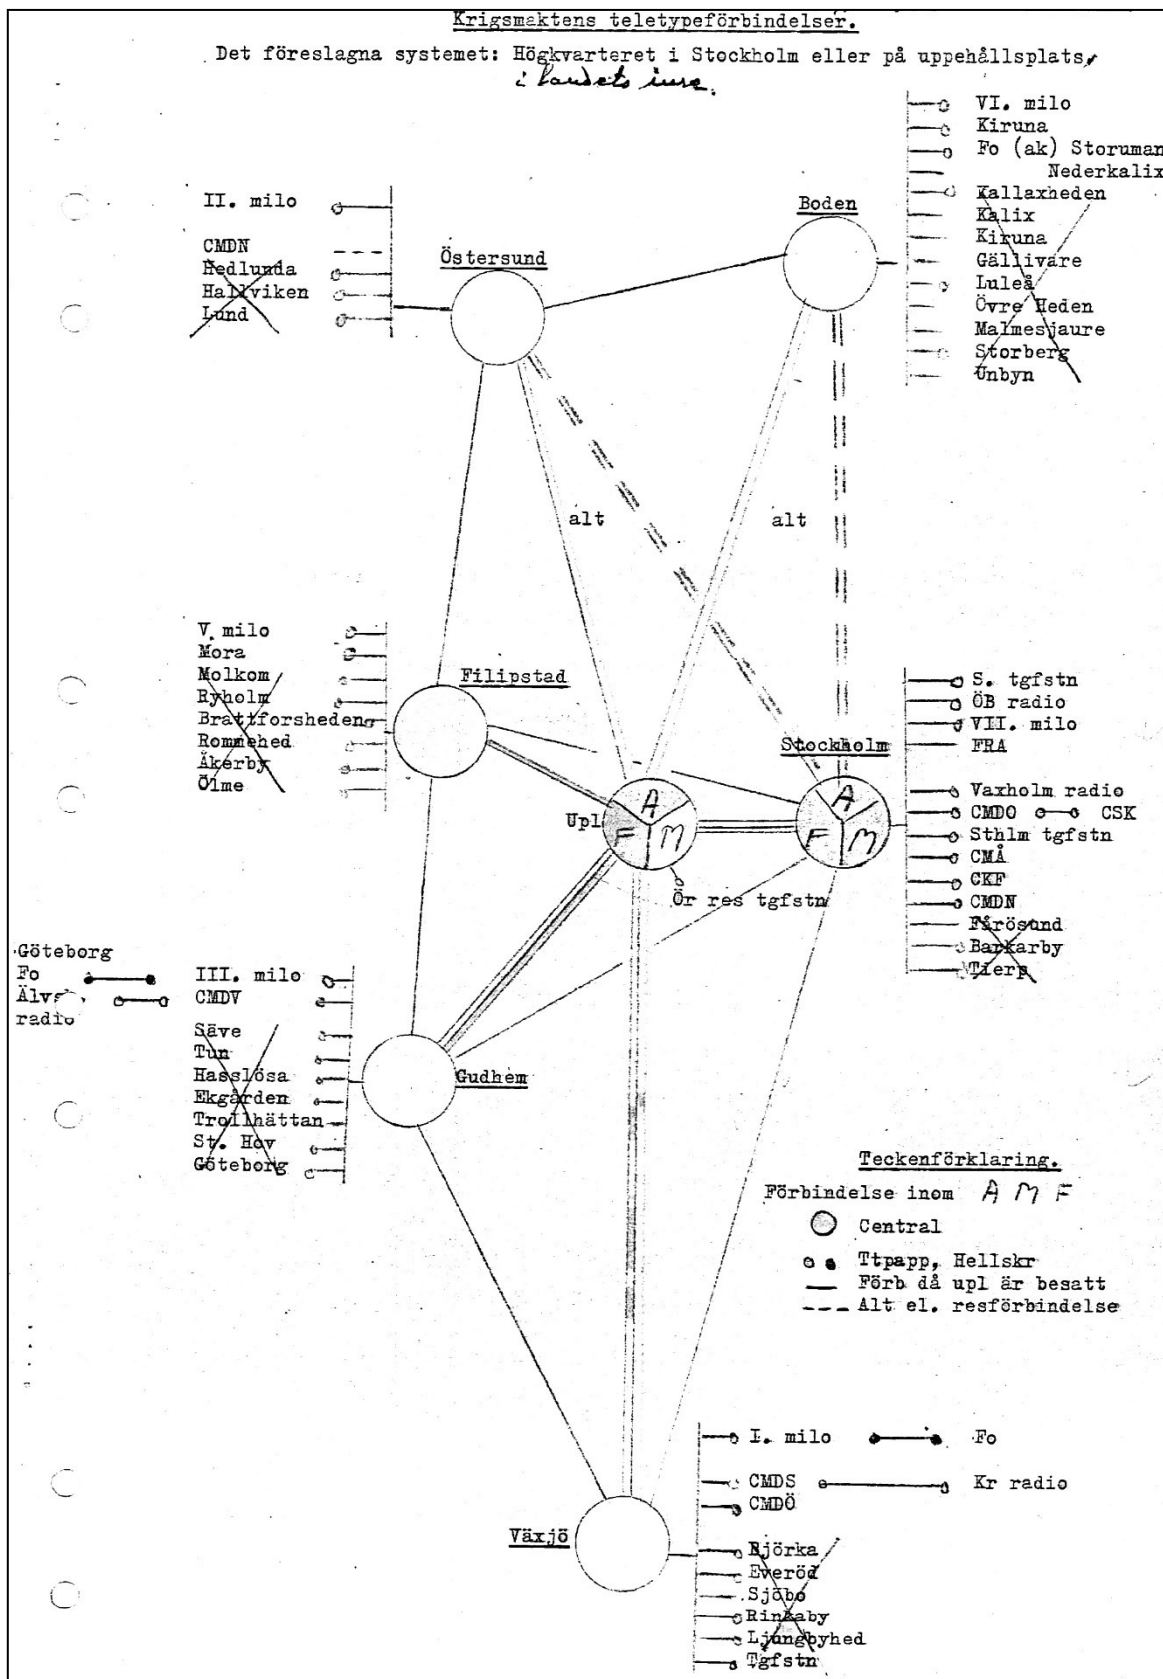 Krigsmaktens teletypeförbindelser.
Det föreslagna systemet: Högkvarteret i Stockholm eller på uppehållsplats
i landets inre.
VI. milo
Kiruna
Fo (ak) Storuman
Nederkalix
Kallaxheden
Kalix
Kiruna
Gällivare
Luleå
Övre Heden
Malmesjaure
Storberg
Unbyn
Boden
II. milo
CMDN
Hedlunda
Hallviken
Lund
Östersund
alt
alt
V. milo
Mora
Molkom
Ryholm
Brattforsheden
Rommehed
Åkerby
Ölme
Filipstad
Stockholm
S. tgfstn
ÖB radio
VII. milo
FRA
Vaxholm radio
CMDO CSK
Sthlm tgfstn
CMÅ
CKF
CMDN
Fårösund
Barkarby
Tierp
Upl
A
F M
A
F M
Ör res tgfstn
Göteborg
Fo
radio
III. milo
CMDV
Säve
Tun
Hasslösa
Ekgården
Trollhättan
St. Hov
Göteborg
Gudhem
Teckenförklaring.
Förbindelse inom A M F
Central
Ttpapp, Hellskr
Förb då upl är besatt
Alt el. resförbindelse
Växjö
I. milo Fo
CMDS Kr radio
CMDÖ
Björka
Everöd
Sjöbo
Rinkaby
Ljungbyhed
Tgfstn